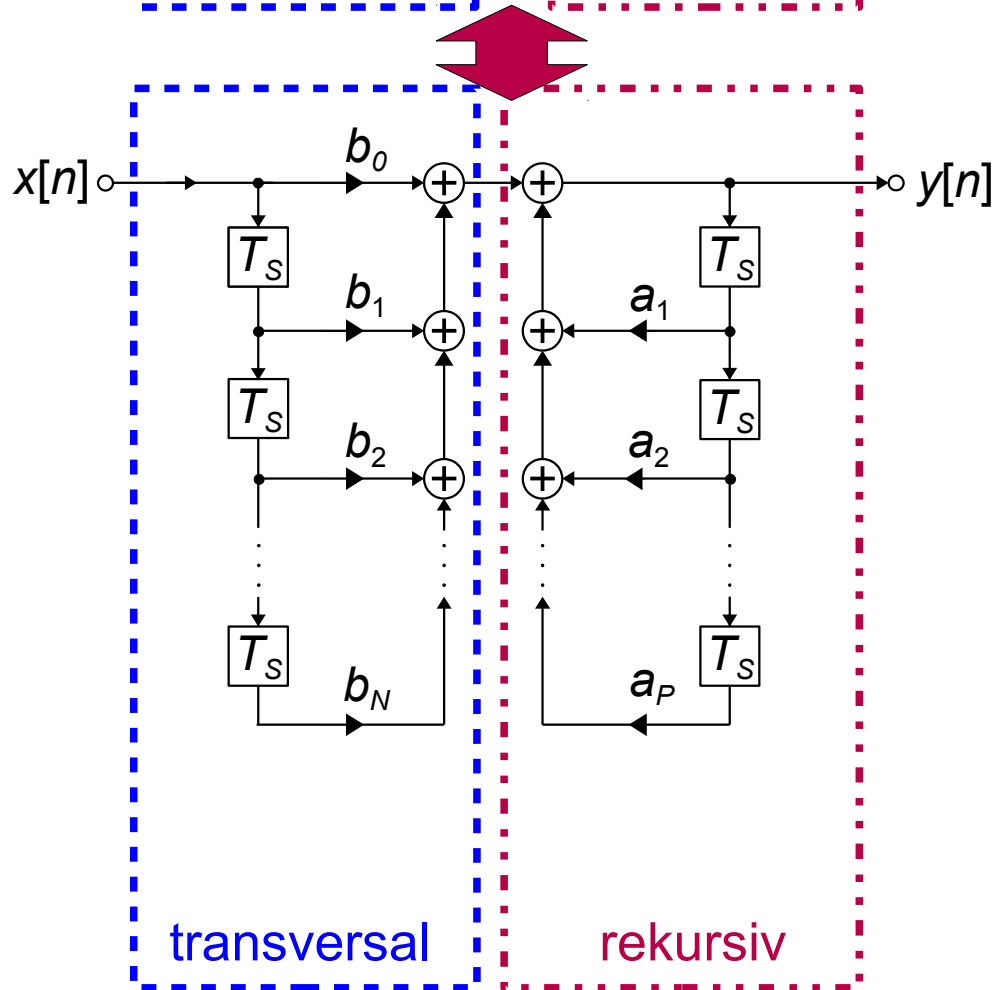 b0
x[n] y[n]
TS TS
b1 a1
TS TS
b2 a2
TS TS
bN aP
transversal rekursiv